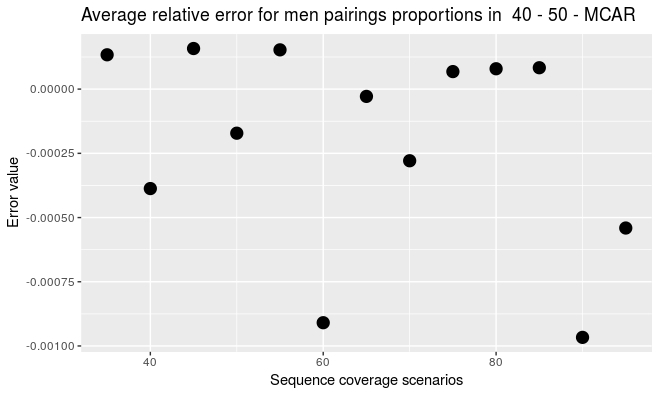 Average relative error for men pairings proportions in  40 - 50 - MCAR
0.00000
-0.00025
-0.00050
-0.00075
-0.00100
Error value
40
60
80
Sequence coverage scenarios